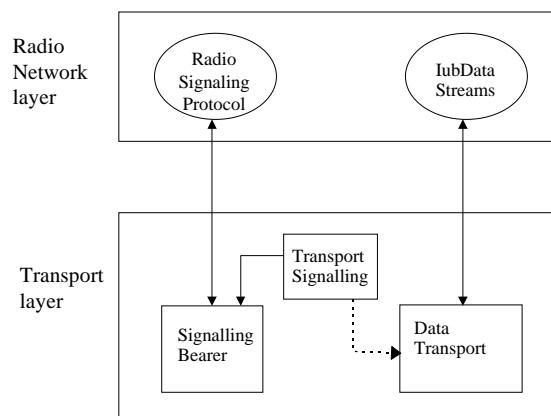 Radio
Network
layer
Radio
Signaling
Protocol
IubData
Streams
Transport
layer
Transport
Signalling
Signalling
Bearer
Data
Transport